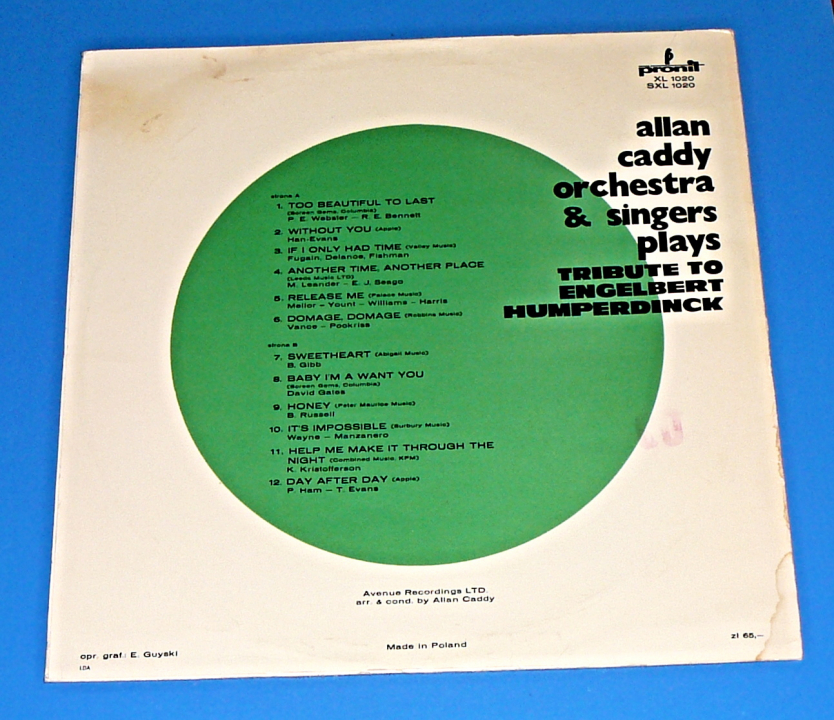 pronit
XL 1020
SXL 1020
allan
caddy
orchestra
& singers
plays
TRIBUTE TO
ENGELBERT
HUMPERDINCK
strona A
1. TOO BEAUTIFUL TO LAST
(Screen Gems, Columbia)
P. E. Webster – R. E. Bennett
2. WITHOUT YOU (Apple)
Han-Evans
3. IF I ONLY HAD TIME (Valley Music)
Fugain, Delanoe, Fishman
4. ANOTHER TIME, ANOTHER PLACE
(Leeds Music LTD)
M. Leander – E. J. Seago
5. RELEASE ME (Palace Music)
Mellor – Yount – Williams – Harris
6. DOMAGE, DOMAGE (Robbins Music)
Vance – Pockriss
strona B
7. SWEETHEART (Abigail Music)
B. Gibb
8. BABY I'M A WANT YOU
(Screen Gems, Columbia)
David Gates
9. HONEY (Peter Maurice Music)
B. Russell
10. IT'S IMPOSSIBLE (Burbury Music)
Wayne – Manzanero
11. HELP ME MAKE IT THROUGH THE
NIGHT (Combined Music, KPM)
K. Kristofferson
12. DAY AFTER DAY (Apple)
P. Ham – T. Evans
Avenue Recordings LTD.
arr. & cond. by Allan Caddy
Made in Poland
zł 65,—
opr. graf.: E. Guyski